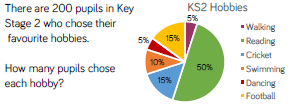 There are 200 pupils in Key
Stage 2 who chose their
favourite hobbies.
How many pupils chose
each hobby?
KS2 Hobbies
5%
50%
15%
10%
5%
15%
Walking
Reading
Cricket
Swimming
Dancing
Football